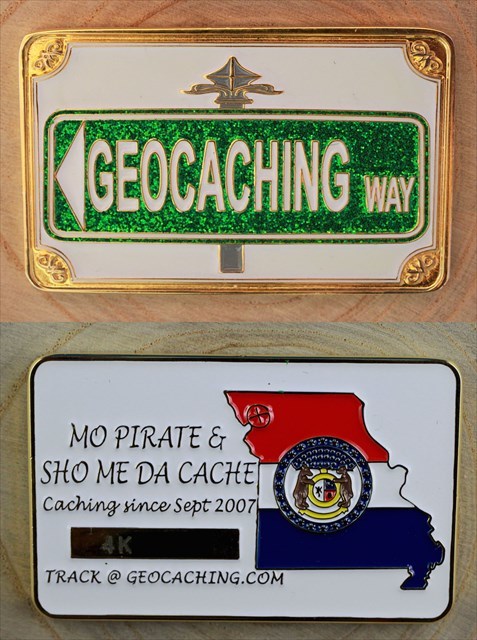 GEOCACHING WAY
MO PIRATE &
SHO ME DA CACHE
Caching since Sept 2007
4K
TRACK @ GEOCACHING.COM